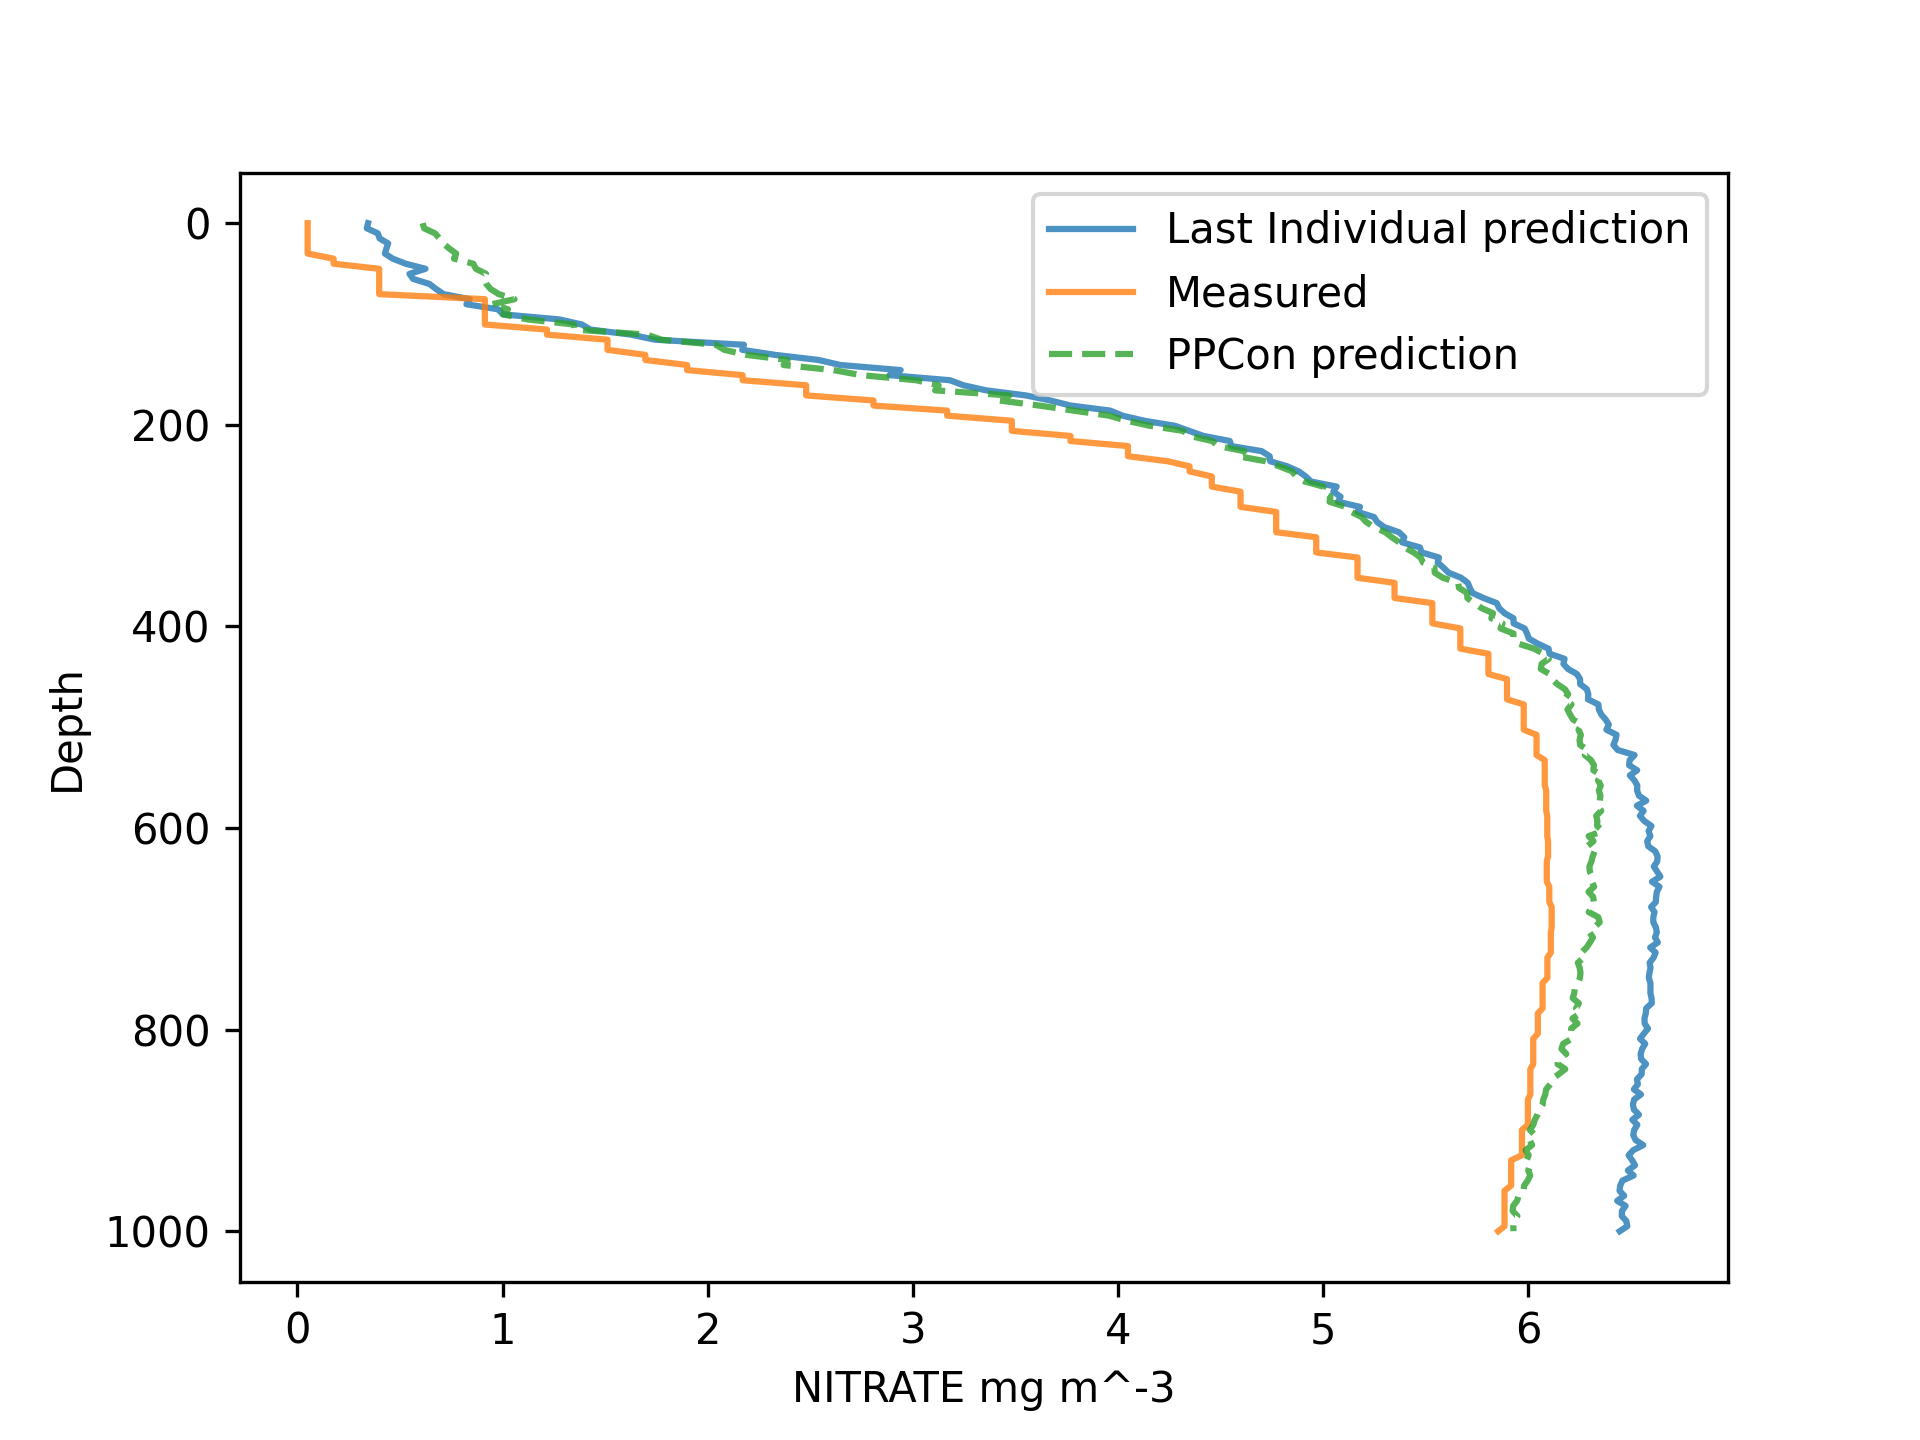 Last Individual prediction
Measured
PPCon prediction
0
200
400
600
800
1000
Depth
0 1 2 3 4 5 6
NITRATE mg m^-3